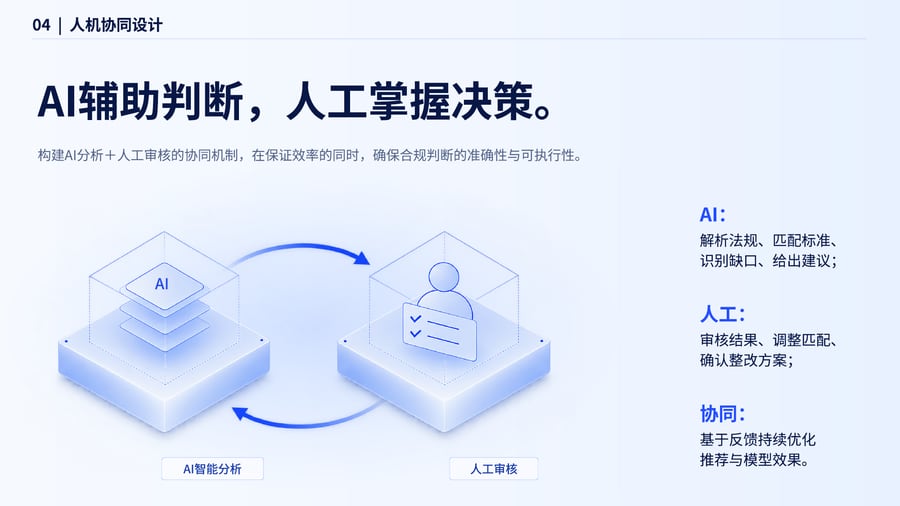 04 | 人机协同设计
AI辅助判断，人工掌握决策。
构建AI分析＋人工审核的协同机制，在保证效率的同时，确保合规判断的准确性与可执行性。
AI
AI智能分析
人工审核
AI：
解析法规、匹配标准、
识别缺口、给出建议；
人工：
审核结果、调整匹配、
确认整改方案；
协同：
基于反馈持续优化
推荐与模型效果。